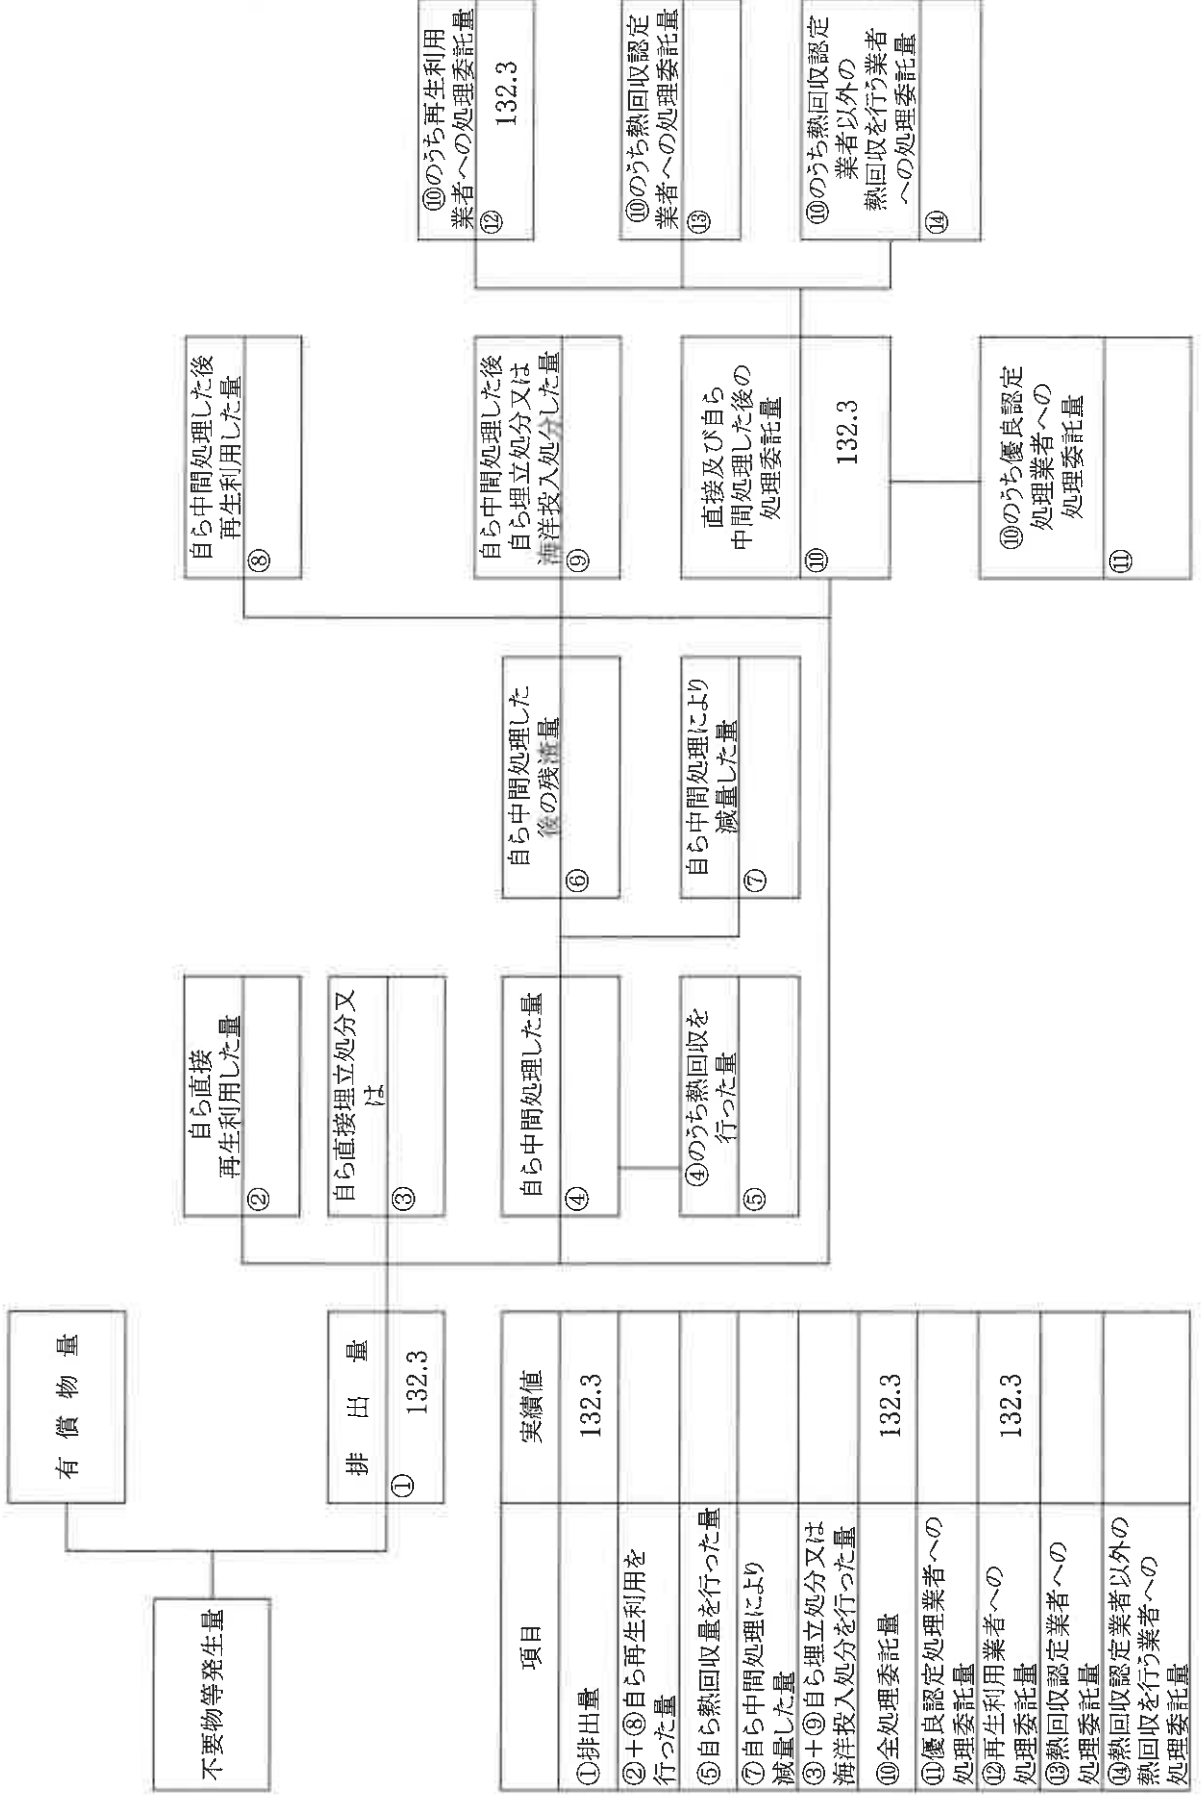 不要物等発生量
有償物量
排出量
①
132.3
自ら直接
再生利用した量
②
自ら直接埋立処分又
は
③
自ら中間処理した量
④
④のうち熱回収を
行った量
⑤
自ら中間処理した
後の残渣量
⑥
自ら中間処理により
減量した量
⑦
自ら中間処理した後
再生利用した量
⑧
自ら中間処理した後
自ら埋立処分又は
海洋投入処分した量
⑨
直接及び自ら
中間処理した後の
処理委託量
⑩
132.3
⑩のうち優良認定
処理業者への
処理委託量
⑪
⑩のうち再生利用
業者への処理委託量
⑫
132.3
⑩のうち熱回収認定
業者への処理委託量
⑬
⑩のうち熱回収認定
業者以外の
熱回収を行う業者
への処理委託量
⑭
項目 実績値
①排出量 132.3
②+⑧自ら再生利用を
行った量
⑤自ら熱回収量を行った量
⑦自ら中間処理により
減量した量
③+⑨自ら埋立処分又は
海洋投入処分を行った量
⑩全処理委託量 132.3
⑪優良認定処理業者への
処理委託量
⑫再生利用業者への
処理委託量 132.3
⑬熱回収認定業者への
処理委託量
⑭熱回収認定業者以外の
熱回収を行う業者への
処理委託量